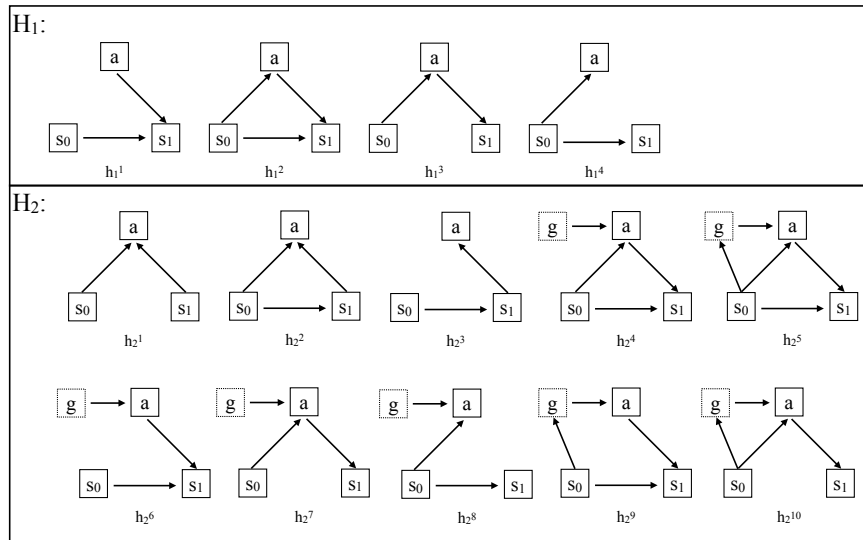 H₁:
a a a a
s₀ s₁ s₀ s₁ s₀ s₁ s₀ s₁
h₁¹ h₁² h₁³ h₁⁴
H₂:
a a a g a g a
s₀ s₁ s₀ s₁ s₀ s₁ s₀ s₁ s₀ s₁
h₂¹ h₂² h₂³ h₂⁴ h₂⁵
g a g a g a g a g a
s₀ s₁ s₀ s₁ s₀ s₁ s₀ s₁ s₀ s₁
h₂⁶ h₂⁷ h₂⁸ h₂⁹ h₂¹⁰